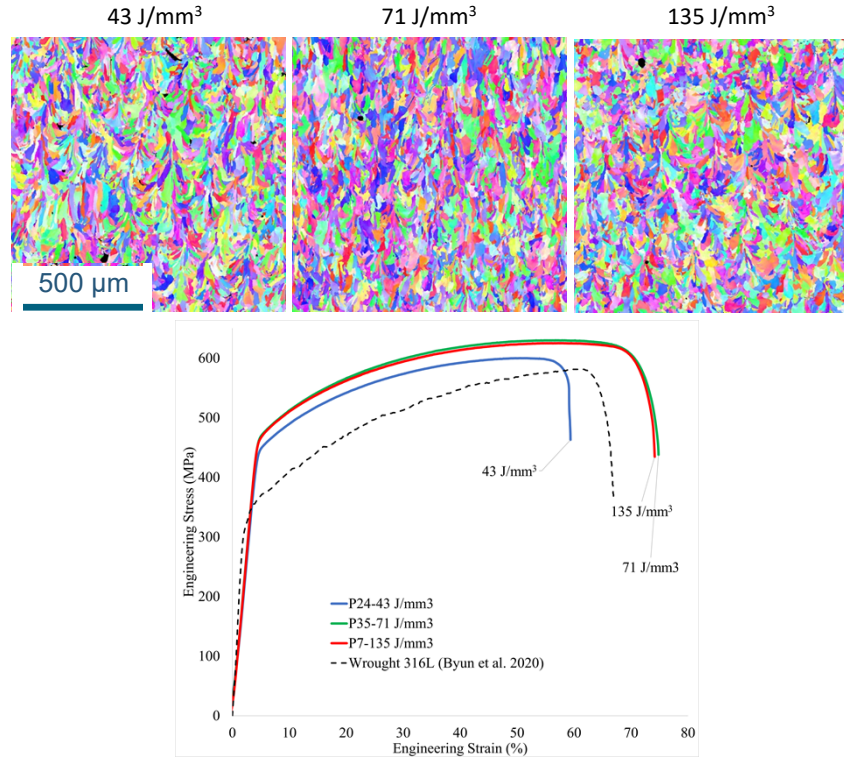 43 J/mm³
71 J/mm³
135 J/mm³
500 µm
600
500
400
300
200
100
0
Engineering Stress (MPa)
43 J/mm³
135 J/mm³
71 J/mm³
P24-43 J/mm3
P35-71 J/mm3
P7-135 J/mm3
Wrought 316L (Byun et al. 2020)
0 10 20 30 40 50 60 70 80
Engineering Strain (%)